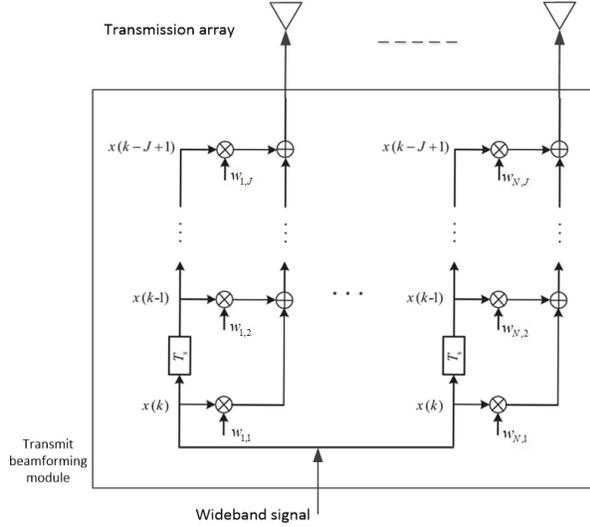 Transmission array
x(k-J+1) x(k-J+1)
w1,J wN,J
x(k-1) x(k-1)
w1,2 wN,2
Ts Ts
x(k) x(k)
w1,1 wN,1
Transmit
beamforming
module
Wideband signal